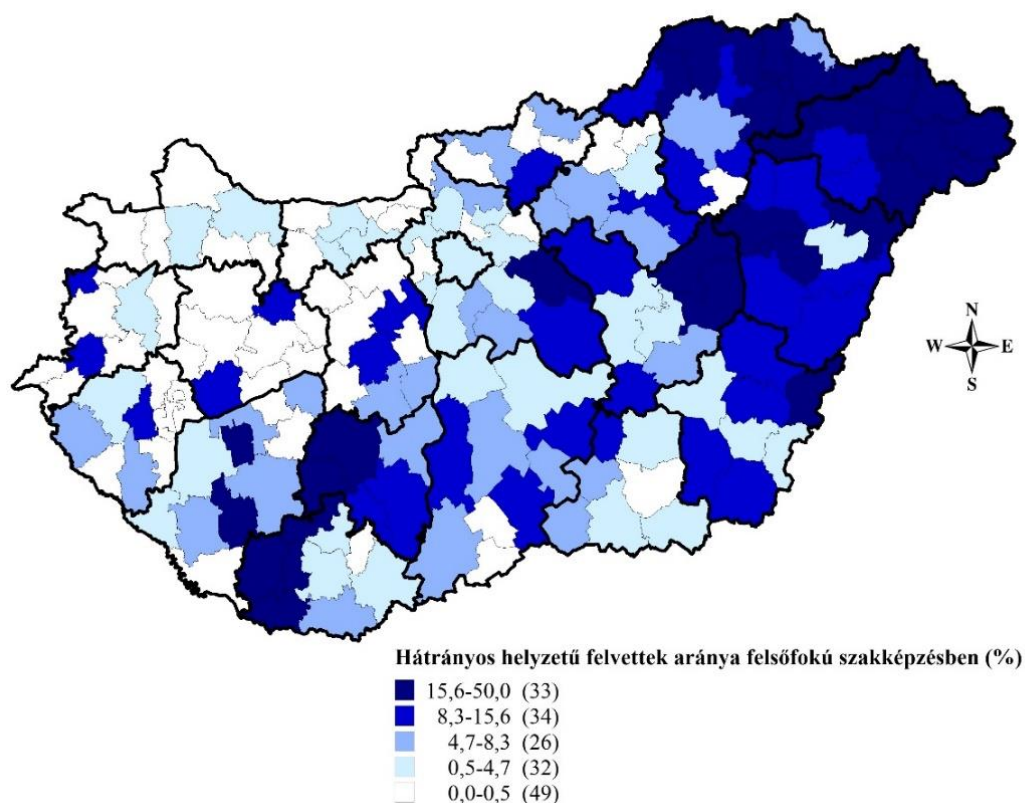 N
W E
S
Hátrányos helyzetű felvettek aránya felsőfokú szakképzésben (%)
15,6-50,0 (33)
8,3-15,6 (34)
4,7-8,3 (26)
0,5-4,7 (32)
0,0-0,5 (49)